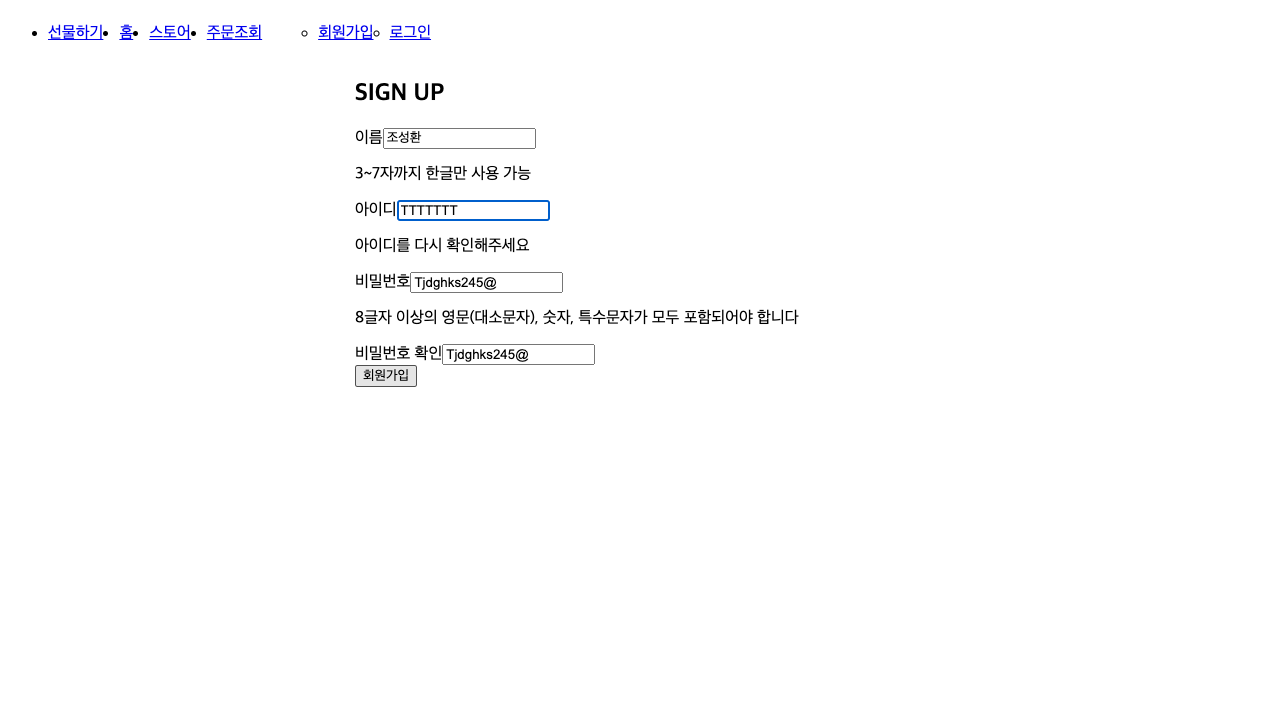 선물하기 홈 스토어 주문조회 회원가입 로그인
SIGN UP
이름 조성환
3~7자까지 한글만 사용 가능
아이디 TTTTTTT
아이디를 다시 확인해주세요
비밀번호 Tjdghks245@
8글자 이상의 영문(대소문자), 숫자, 특수문자가 모두 포함되어야 합니다
비밀번호 확인 Tjdghks245@
회원가입